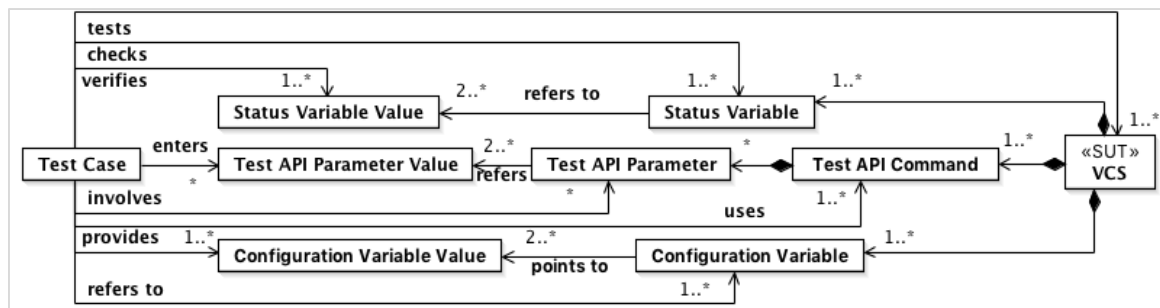 tests
checks
verifies
1..*
2..*
refers to
1..*
1..*
Status Variable Value
Status Variable
1..*
enters
2..*
*
1..*
Test Case
Test API Parameter Value
Test API Parameter
Test API Command
«SUT»
VCS
refers
*
involves
*
uses
1..*
provides
1..*
2..*
1..*
Configuration Variable Value
Configuration Variable
points to
refers to
1..*